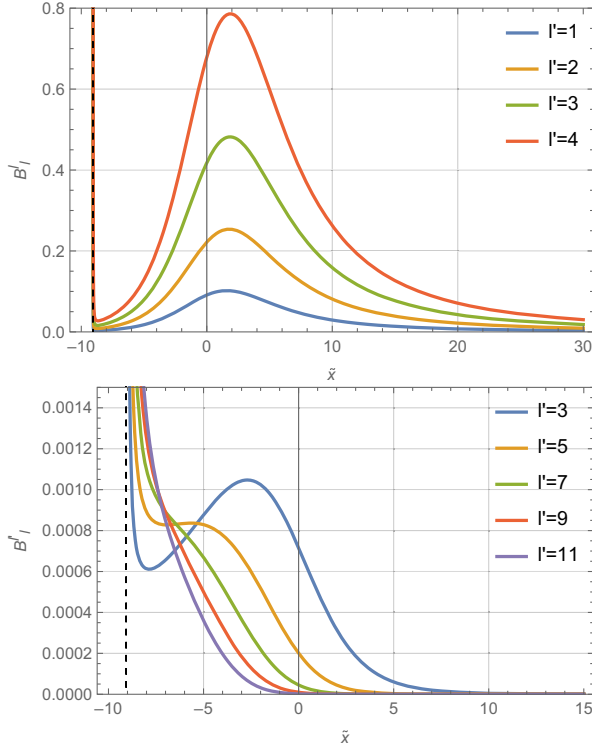 0.8
0.6
0.4
0.2
0.0
B^l_l
−10
0
10
20
30
x̃
l'=1
l'=2
l'=3
l'=4
0.0014
0.0012
0.0010
0.0008
0.0006
0.0004
0.0002
0.0000
B^l'_l
−10
−5
0
5
10
15
x̃
l'=3
l'=5
l'=7
l'=9
l'=11